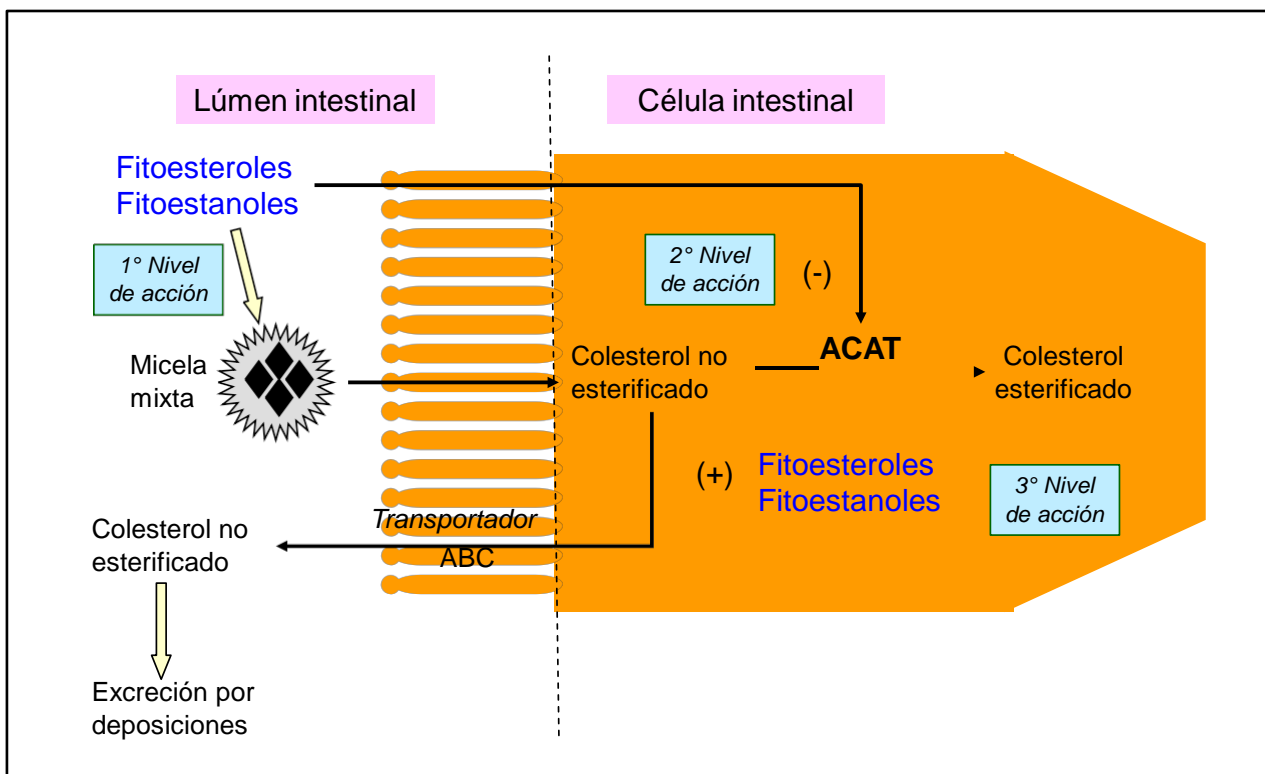 Lúmen intestinal
Célula intestinal
Fitoesteroles
Fitoestanoles
1° Nivel
de acción
2° Nivel
de acción
(-)
Micela
mixta
Colesterol no
esterificado
ACAT
Colesterol
esterificado
(+)
Fitoesteroles
Fitoestanoles
3° Nivel
de acción
Colesterol no
esterificado
Transportador
ABC
Excreción por
deposiciones